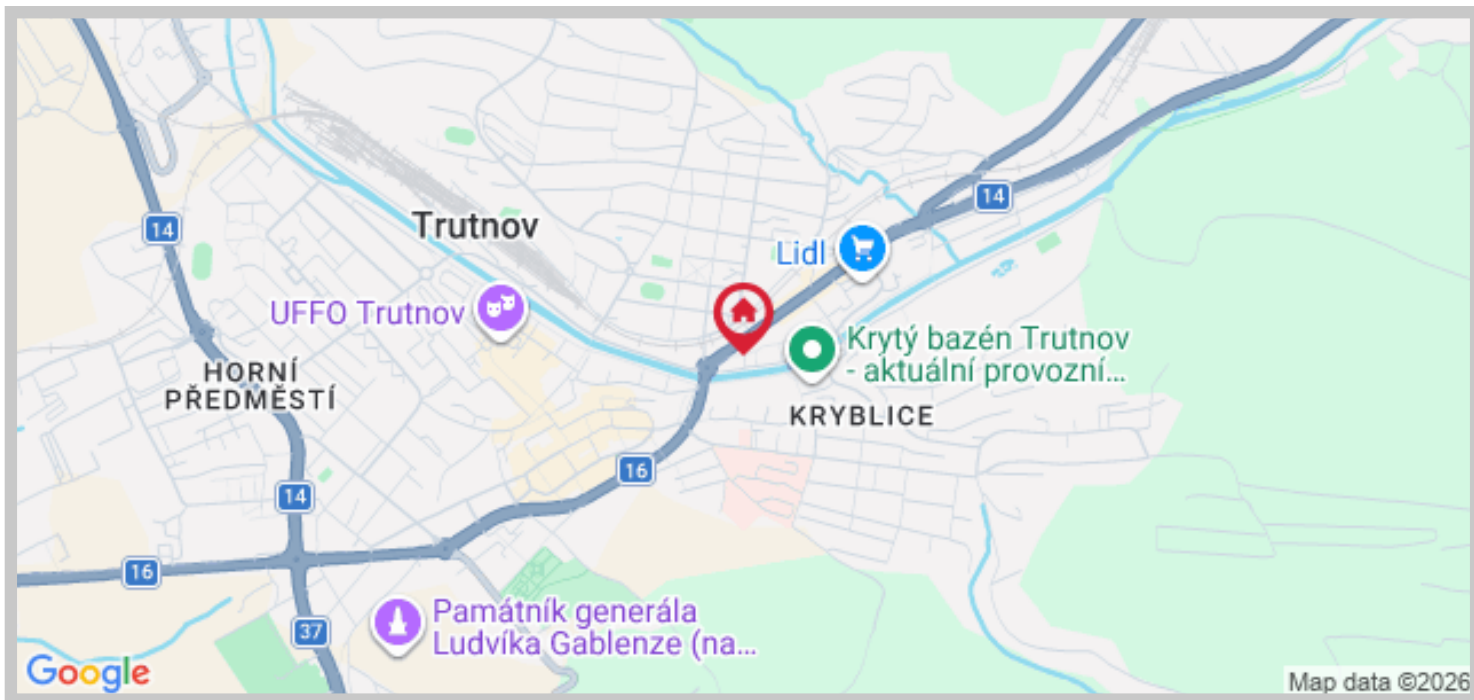 14
14
Trutnov
Lidl
UFFO Trutnov
Krytý bazén Trutnov
- aktuální provozní...
HORNÍ
PŘEDMĚSTÍ
KRYBLICE
16
14
16
Památník generála
Ludvíka Gablenze (na...
37
Google
Map data ©2026